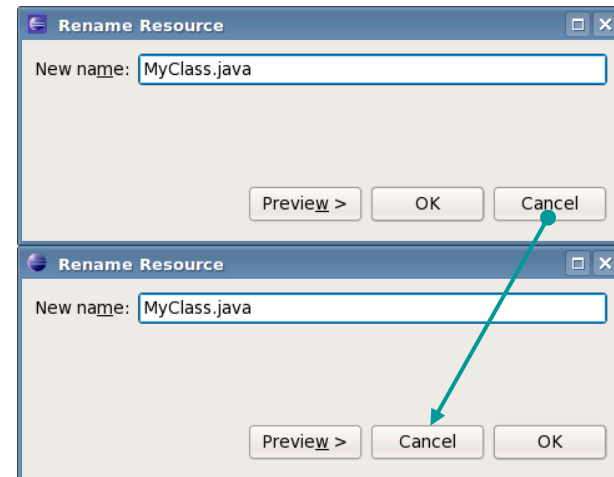 Rename Resource
New name: MyClass.java
Preview > OK Cancel
Rename Resource
New name: MyClass.java
Preview > Cancel OK